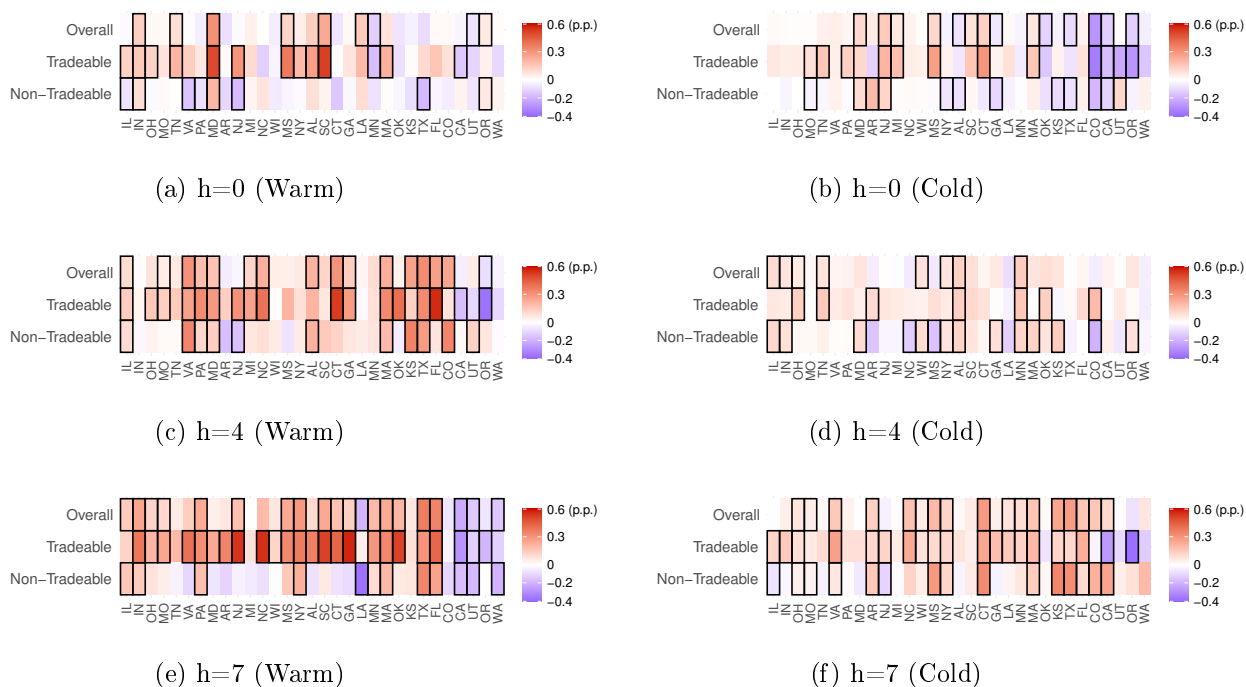 Overall
Tradeable
Non−Tradeable
IL IN OH MO TN VA PA MD AR NJ MI NC WI MS NY AL SC CT GA LA MN MA OK KS TX FL CO CA UT OR WA
0.6 (p.p.)
0.3
0
−0.2
−0.4
(a) h=0 (Warm)
IL IN OH MO TN VA PA MD AR NJ MI NC WI MS NY AL SC CT GA LA MN MA OK KS TX FL CO CA UT OR WA
0.6 (p.p.)
0.3
0
−0.2
−0.4
(b) h=0 (Cold)
Overall
Tradeable
Non−Tradeable
IL IN OH MO TN VA PA MD AR NJ MI NC WI MS NY AL SC CT GA LA MN MA OK KS TX FL CO CA UT OR WA
0.6 (p.p.)
0.3
0
−0.2
−0.4
(c) h=4 (Warm)
Overall
Tradeable
Non−Tradeable
IL IN OH MO TN VA PA MD AR NJ MI NC WI MS NY AL SC CT GA LA MN MA OK KS TX FL CO CA UT OR WA
0.6 (p.p.)
0.3
0
−0.2
−0.4
(d) h=4 (Cold)
Overall
Tradeable
Non−Tradeable
IL IN OH MO TN VA PA MD AR NJ MI NC WI MS NY AL SC CT GA LA MN MA OK KS TX FL CO CA UT OR WA
0.6 (p.p.)
0.3
0
−0.2
−0.4
(e) h=7 (Warm)
Overall
Tradeable
Non−Tradeable
IL IN OH MO TN VA PA MD AR NJ MI NC WI MS NY AL SC CT GA LA MN MA OK KS TX FL CO CA UT OR WA
0.6 (p.p.)
0.3
0
−0.2
−0.4
(f) h=7 (Cold)